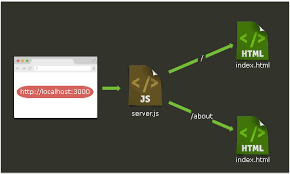 http://localhost:3000
</>
JS
server.js
/
</>
HTML
index.html
/about
</>
HTML
index.html